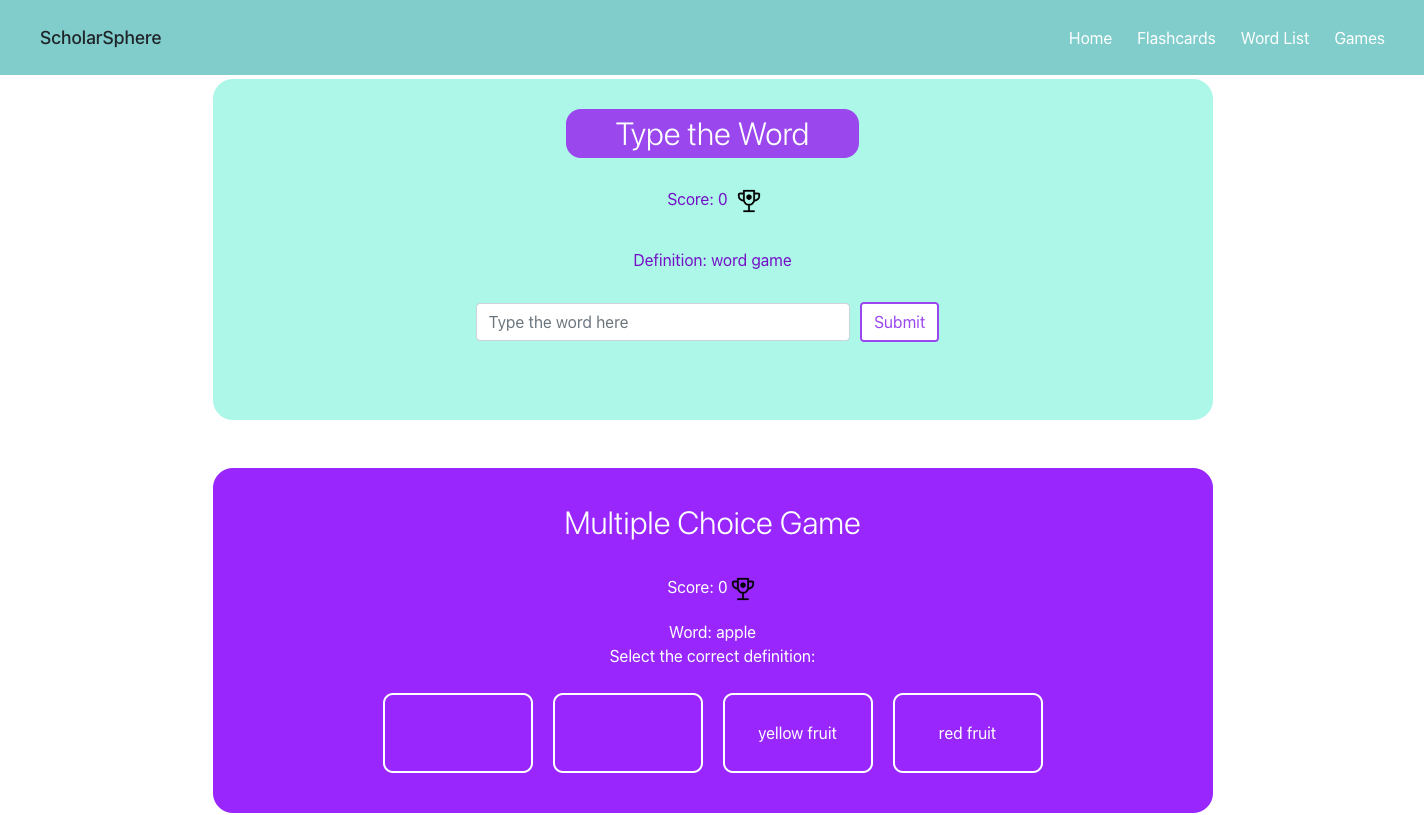 ScholarSphere
Home Flashcards Word List Games
Type the Word
Score: 0
Definition: word game
Type the word here
Submit
Multiple Choice Game
Score: 0
Word: apple
Select the correct definition:
yellow fruit
red fruit